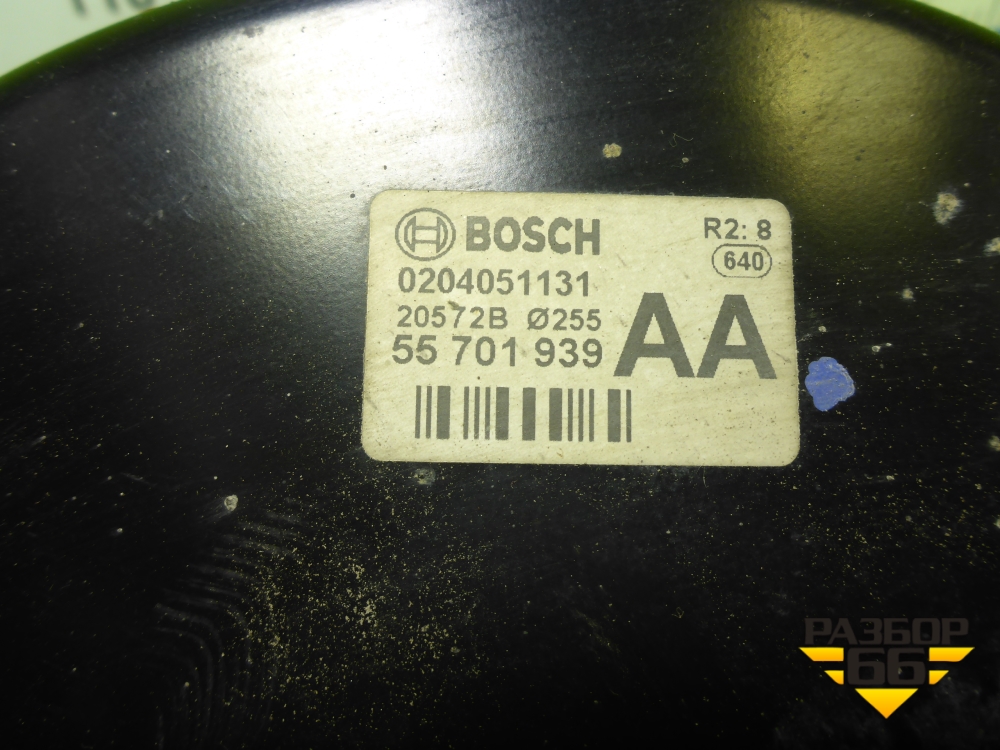 BOSCH
R2: 8
640
0204051131
20572B Ø255
55 701 939 AA
РАЗБОР
66